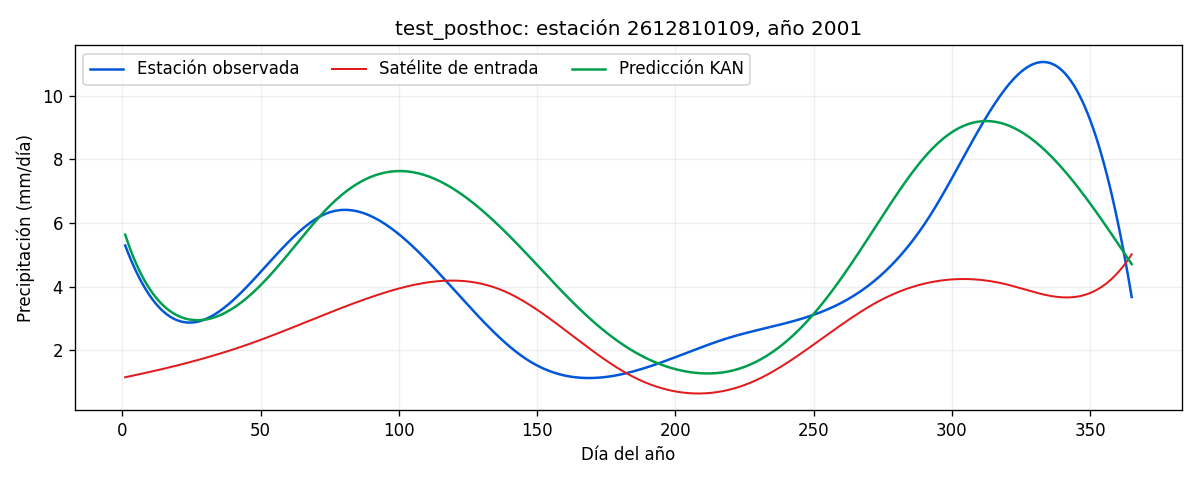 test_posthoc: estación 2612810109, año 2001
Estación observada
Satélite de entrada
Predicción KAN
Precipitación (mm/día)
10
8
6
4
2
0
50
100
150
200
250
300
350
Día del año